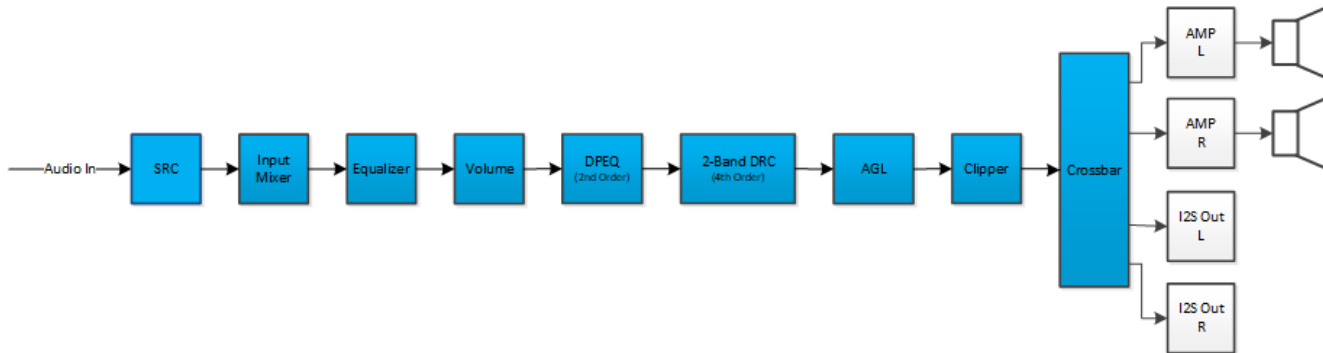 Audio In
SRC
Input
Mixer
Equalizer
Volume
DPEQ
(2nd Order)
2-Band DRC
(4th Order)
AGL
Clipper
Crossbar
AMP
L
AMP
R
I2S Out
L
I2S Out
R